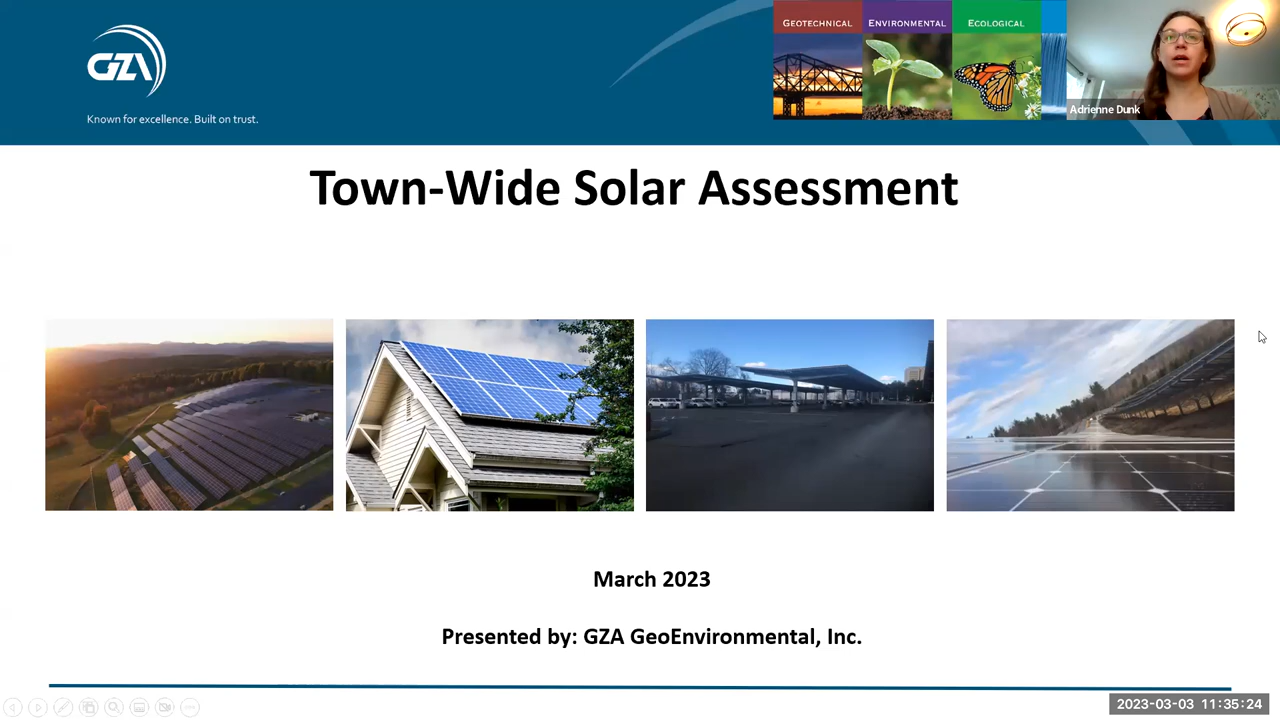 GZA
Known for excellence. Built on trust.
GEOTECHNICAL
ENVIRONMENTAL
ECOLOGICAL
Adrienne Dunk
Town-Wide Solar Assessment
March 2023
Presented by: GZA GeoEnvironmental, Inc.
2023-03-03 11:35:24